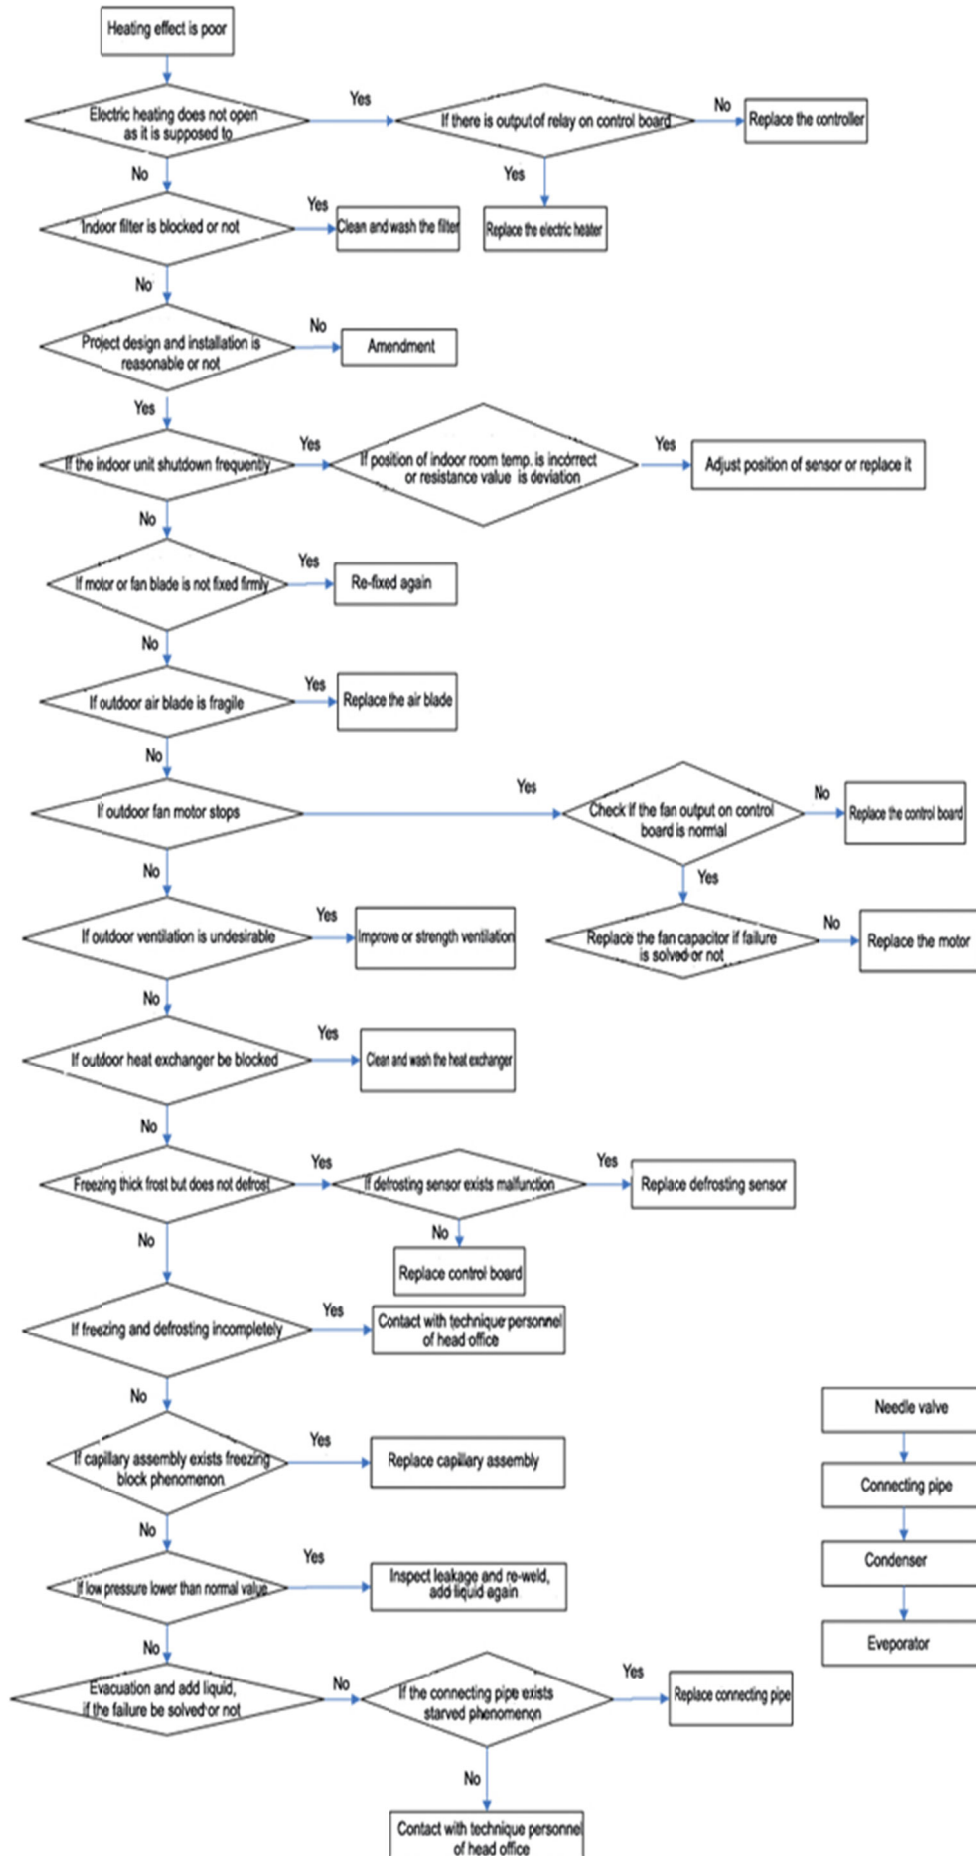 Heating effect is poor
Electric heating does not open
as it is supposed to
Yes
If there is output of relay on control board
No
Replace the controller
No
Yes
Indoor filter is blocked or not
Yes
Clean and wash the filter
Replace the electric heater
No
Project design and installation is
reasonable or not
No
Amendment
Yes
If the indoor unit shutdown frequently
Yes
If position of indoor room temp. is incorrect
or resistance value is deviation
Yes
Adjust position of sensor or replace it
No
If motor or fan blade is not fixed firmly
Yes
Re-fixed again
No
If outdoor air blade is fragile
Yes
Replace the air blade
No
If outdoor fan motor stops
Yes
Check if the fan output on control
board is normal
No
Replace the control board
No
Yes
If outdoor ventilation is undesirable
Yes
Improve or strength ventilation
Replace the fan capacitor if failure
is solved or not
No
Replace the motor
No
If outdoor heat exchanger be blocked
Yes
Clean and wash the heat exchanger
No
Freezing thick frost but does not defrost
Yes
If defrosting sensor exists malfunction
Yes
Replace defrosting sensor
No
No
Replace control board
If freezing and defrosting incompletely
Yes
Contact with technique personnel
of head office
No
If capillary assembly exists freezing
block phenomenon
Yes
Replace capillary assembly
Needle valve
Connecting pipe
Condenser
Eveporator
No
If low pressure lower than normal value
Yes
Inspect leakage and re-weld,
add liquid again
No
Evacuation and add liquid,
if the failure be solved or not
No
If the connecting pipe exists
starved phenomenon
Yes
Replace connecting pipe
No
Contact with technique personnel
of head office